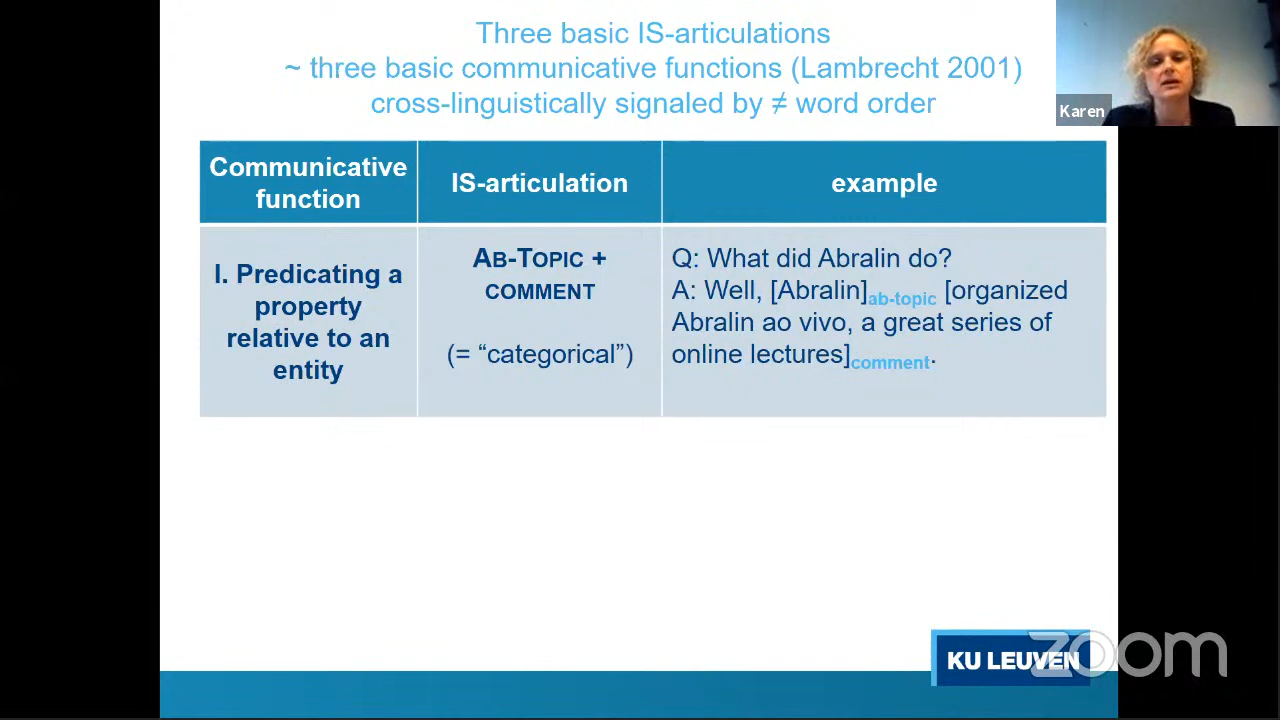 Three basic IS-articulations
~ three basic communicative functions (Lambrecht 2001)
cross-linguistically signaled by ≠ word order
Karen
Communicative function
IS-articulation
example
I. Predicating a
property
relative to an
entity
AB-TOPIC +
COMMENT
(= “categorical”)
Q: What did Abralin do?
A: Well, [Abralin]ab-topic [organized
Abralin ao vivo, a great series of
online lectures]comment.
KU LEUVEN
zoom